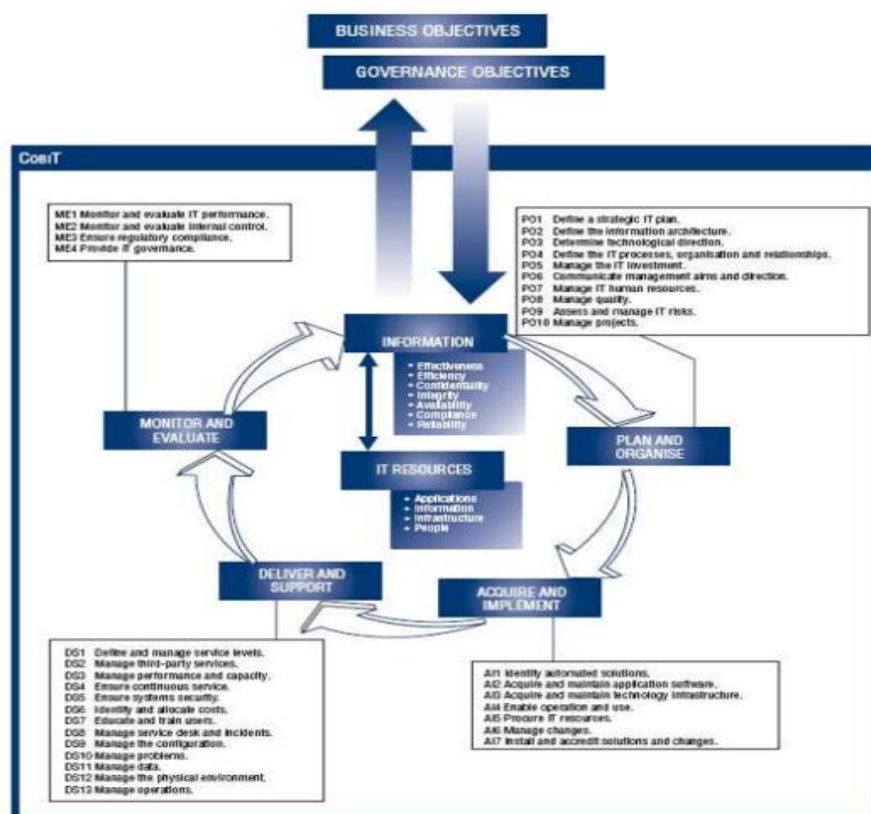 BUSINESS OBJECTIVES
GOVERNANCE OBJECTIVES
COBIT
ME1 Monitor and evaluate IT performance.
ME2 Monitor and evaluate internal control.
ME3 Ensure regulatory compliance.
ME4 Provide IT governance.
PO1 Define a strategic IT plan.
PO2 Define the information architecture.
PO3 Determine technological direction.
PO4 Define the IT processes, organisation and relationships.
PO5 Manage the IT investment.
PO6 Communicate management aims and direction.
PO7 Manage IT human resources.
PO8 Manage quality.
PO9 Assess and manage IT risks.
PO10 Manage projects.
INFORMATION
Effectiveness
Efficiency
Confidentiality
Integrity
Availability
Compliance
Reliability
MONITOR AND
EVALUATE
PLAN AND
ORGANISE
IT RESOURCES
Applications
Information
Infrastructure
People
DELIVER AND
SUPPORT
ACQUIRE AND
IMPLEMENT
DS1 Define and manage service levels.
DS2 Manage third-party services.
DS3 Manage performance and capacity.
DS4 Ensure continuous service.
DS5 Ensure systems security.
DS6 Identify and allocate costs.
DS7 Educate and train users.
DS8 Manage service desk and incidents.
DS9 Manage the configuration.
DS10 Manage problems.
DS11 Manage data.
DS12 Manage the physical environment.
DS13 Manage operations.
AI1 Identify automated solutions.
AI2 Acquire and maintain application software.
AI3 Acquire and maintain technology infrastructure.
AI4 Enable operation and use.
AI5 Procure IT resources.
AI6 Manage changes.
AI7 Install and accredit solutions and changes.